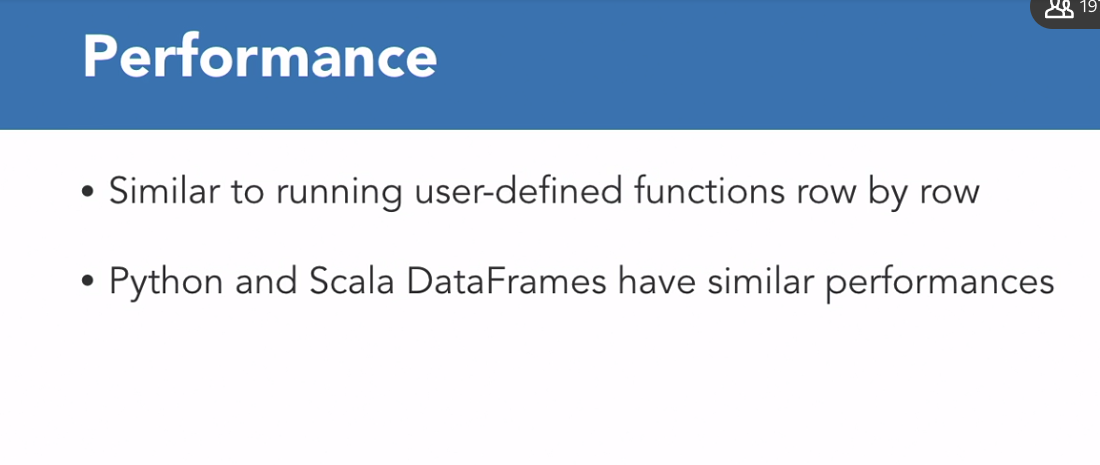 Performance
• Similar to running user-defined functions row by row
• Python and Scala DataFrames have similar performances